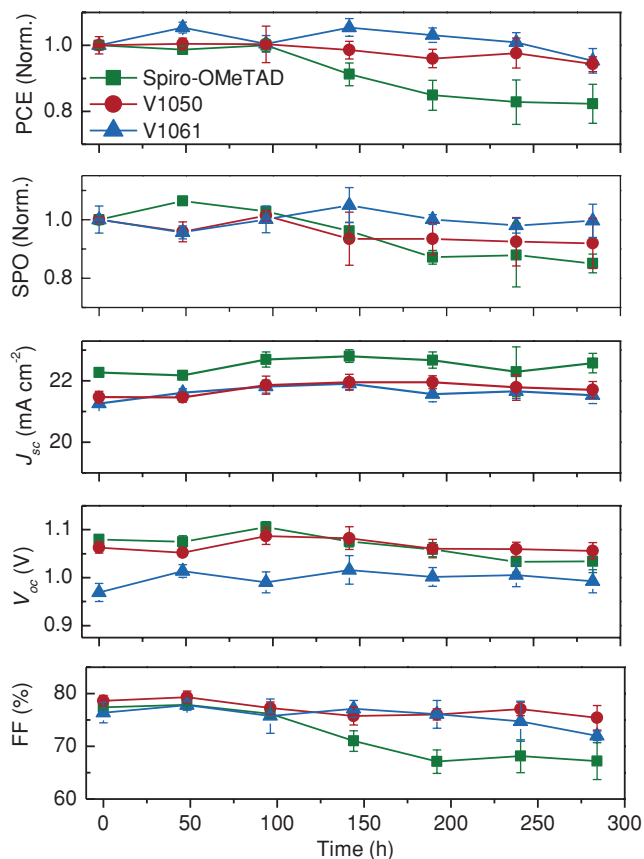 PCE (Norm.)
1.0
0.8
Spiro-OMeTAD
V1050
V1061
SPO (Norm.)
1.0
0.8
J_sc (mA cm⁻²)
22
20
V_oc (V)
1.1
1.0
0.9
FF (%)
80
70
60
0 50 100 150 200 250 300
Time (h)